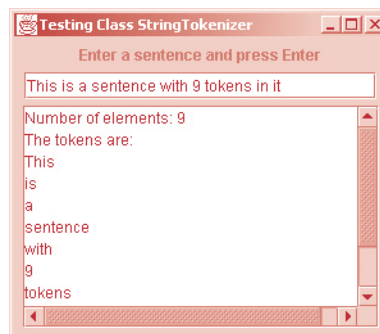 Testing Class StringTokenizer
Enter a sentence and press Enter
This is a sentence with 9 tokens in it
Number of elements: 9
The tokens are:
This
is
a
sentence
with
9
tokens